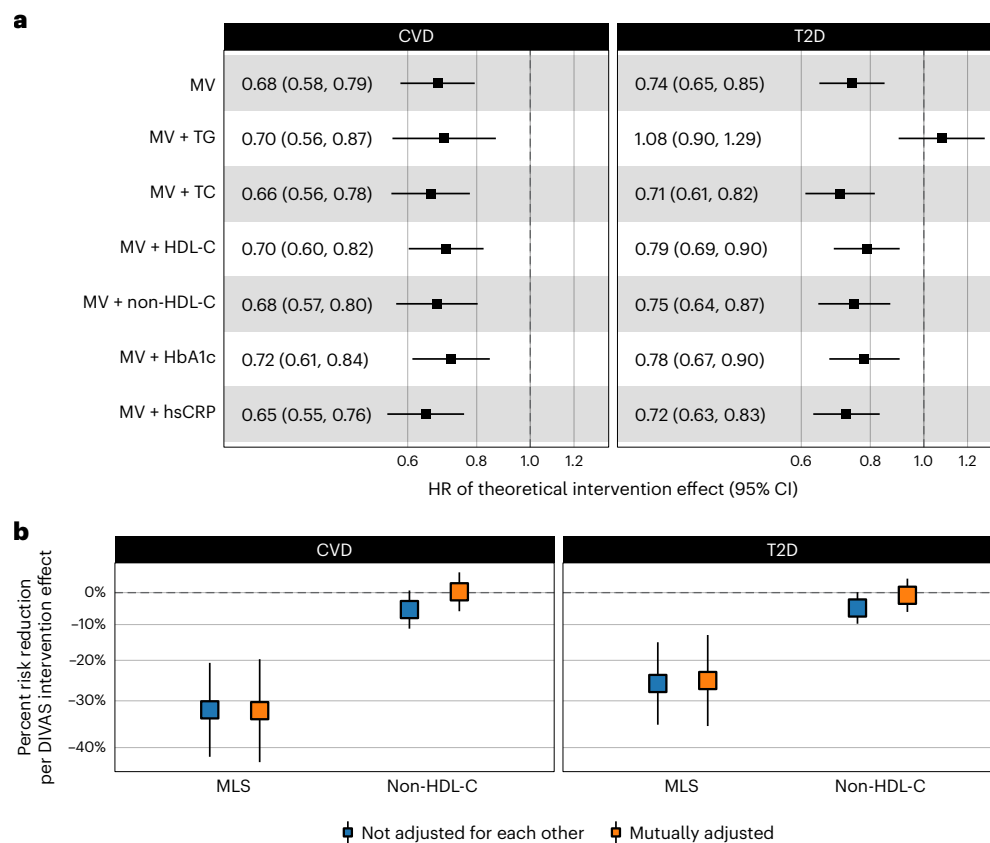 a
CVD
T2D
MV
0.68 (0.58, 0.79)
0.74 (0.65, 0.85)
MV + TG
0.70 (0.56, 0.87)
1.08 (0.90, 1.29)
MV + TC
0.66 (0.56, 0.78)
0.71 (0.61, 0.82)
MV + HDL-C
0.70 (0.60, 0.82)
0.79 (0.69, 0.90)
MV + non-HDL-C
0.68 (0.57, 0.80)
0.75 (0.64, 0.87)
MV + HbA1c
0.72 (0.61, 0.84)
0.78 (0.67, 0.90)
MV + hsCRP
0.65 (0.55, 0.76)
0.72 (0.63, 0.83)
0.6 0.8 1.0 1.2
0.6 0.8 1.0 1.2
HR of theoretical intervention effect (95% CI)
b
CVD
T2D
Percent risk reduction
per DIVAS intervention effect
0%
–10%
–20%
–30%
–40%
MLS Non-HDL-C
MLS Non-HDL-C
Not adjusted for each other
Mutually adjusted